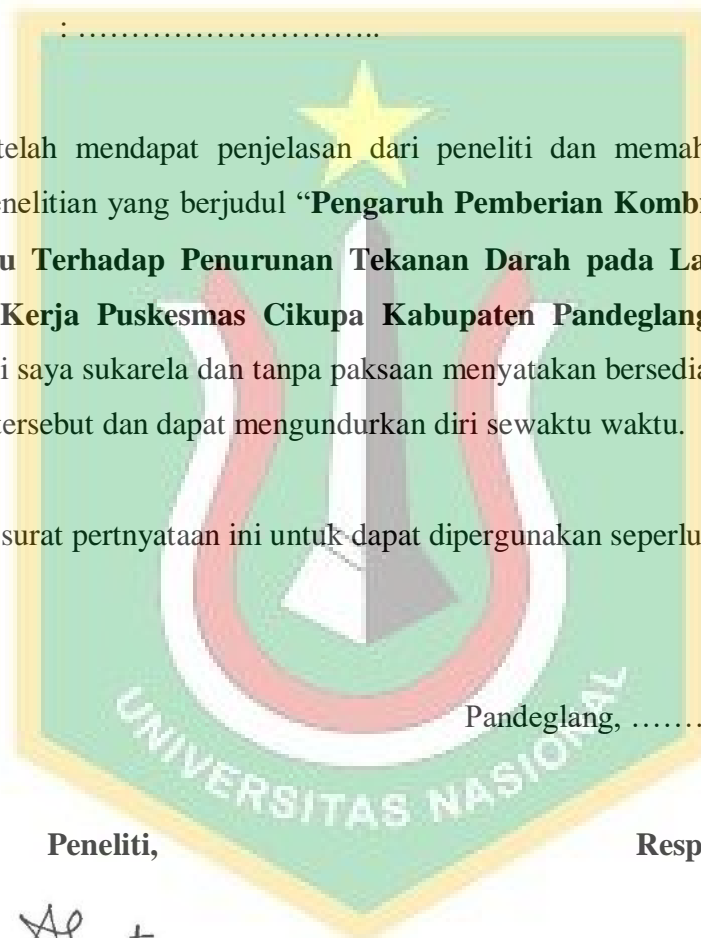 : ………………………..
telah mendapat penjelasan dari peneliti dan memah
enelitian yang berjudul “Pengaruh Pemberian Kombi
u Terhadap Penurunan Tekanan Darah pada La
Kerja Puskesmas Cikupa Kabupaten Pandeglang
i saya sukarela dan tanpa paksaan menyatakan bersedia
tersebut dan dapat mengundurkan diri sewaktu waktu.
surat pertnyataan ini untuk dapat dipergunakan seperlu
Pandeglang, …….
UNIVERSITAS NASIONAL
Peneliti, Resp